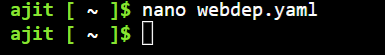 ajit [ ~ ]$ nano webdep.yaml
ajit [ ~ ]$